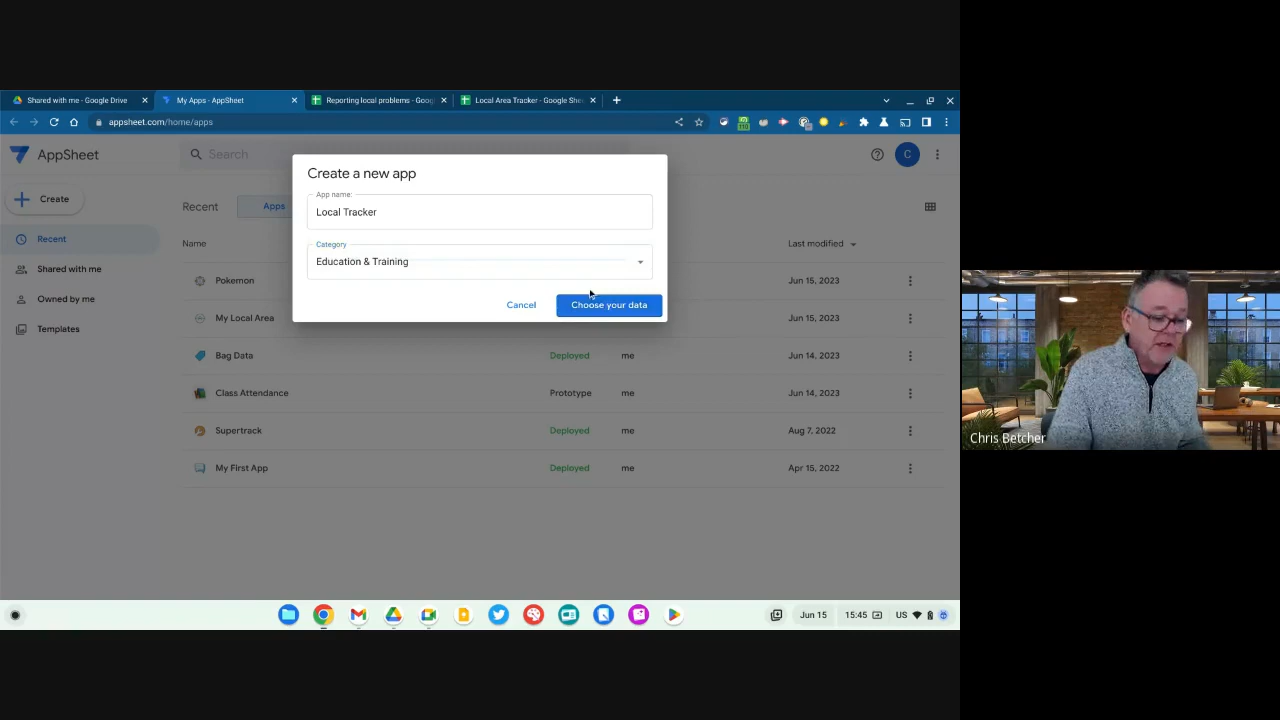 Shared with me - Google Drive
My Apps - AppSheet
Reporting local problems - Goog
Local Area Tracker - Google She
appsheet.com/home/apps
AppSheet
Search
C
Create
Recent
Shared with me
Owned by me
Templates
Recent
Apps
Name
Last modified
Pokemon
Jun 15, 2023
My Local Area
Jun 15, 2023
Bag Data
Deployed
me
Jun 14, 2023
Class Attendance
Prototype
me
Jun 14, 2023
Supertrack
Deployed
me
Aug 7, 2022
My First App
Deployed
me
Apr 15, 2022
Create a new app
App name:
Local Tracker
Category
Education & Training
Cancel
Choose your data
Jun 15
15:45
US
Chris Betcher